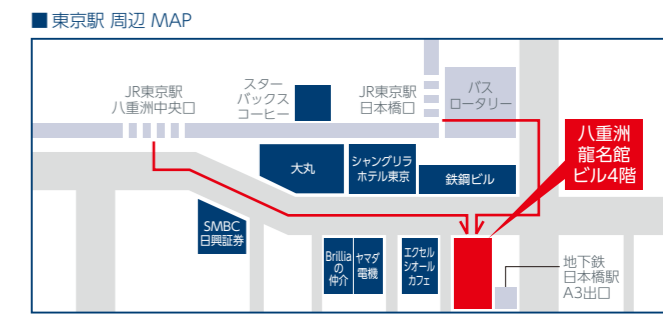 ■東京駅 周辺 MAP
JR東京駅
八重洲中央口
スター
バックス
コーヒー
JR東京駅
日本橋口
バス
ロータリー
八重洲
龍名館
ビル4階
大丸
シャングリラ
ホテル東京
鉄鋼ビル
SMBC
日興証券
Brillia
の
仲介
ヤマダ
電機
エクセル
シオール
カフェ
地下鉄
日本橋駅
A3出口